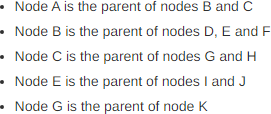 • Node A is the parent of nodes B and C
• Node B is the parent of nodes D, E and F
• Node C is the parent of nodes G and H
• Node E is the parent of nodes I and J
• Node G is the parent of node K